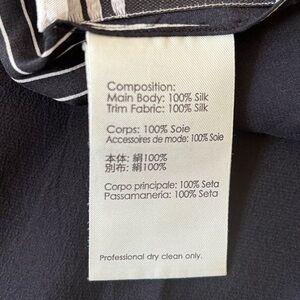 Composition:
Main Body: 100% Silk
Trim Fabric: 100% Silk
Corps: 100% Soie
Accessoires de mode: 100% Soie
本体: 絹100%
別布: 絹100%
Corpo principale: 100% Seta
Passamaneria: 100% Seta
Professional dry clean only.